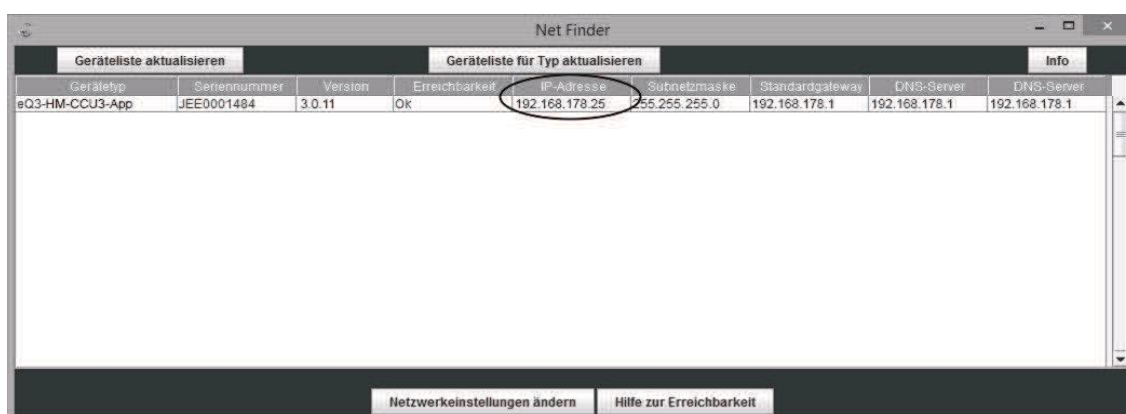 Net Finder
Geräteliste aktualisieren Geräteliste für Typ aktualisieren Info
Gerätetyp Seriennummer Version Erreichbarkeit IP-Adresse Subnetzmaske Standardgateway DNS-Server DNS-Server
eQ3-HM-CCU3-App JEE0001484 3.0.11 Ok 192.168.178.25 255.255.255.0 192.168.178.1 192.168.178.1 192.168.178.1
Netzwerkeinstellungen ändern Hilfe zur Erreichbarkeit